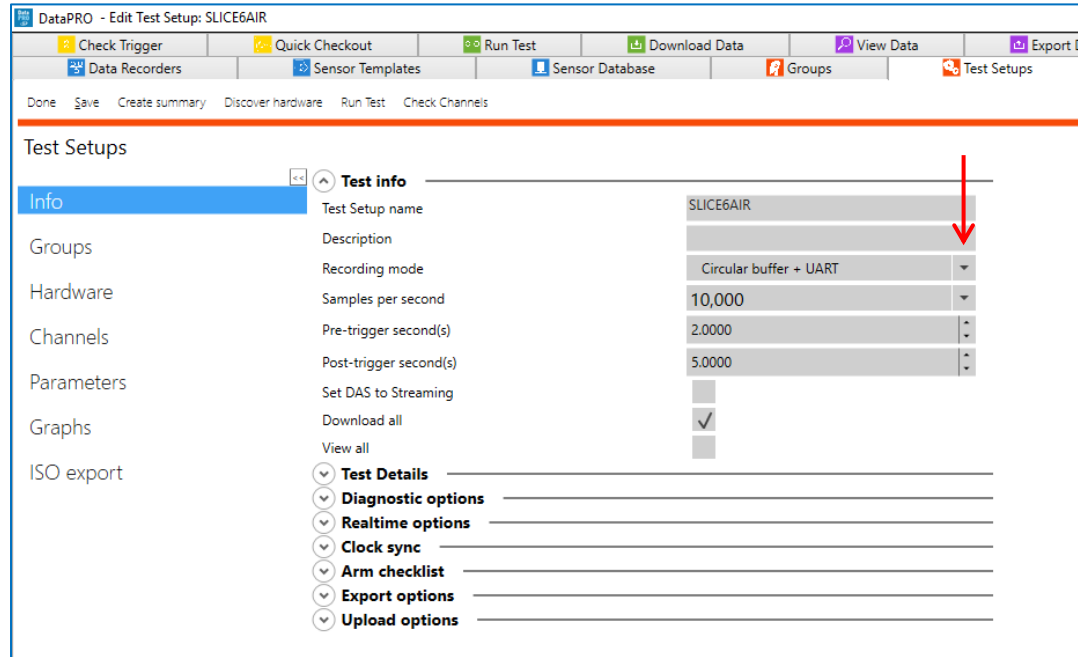 DataPRO - Edit Test Setup: SLICE6AIR
Check Trigger Quick Checkout Run Test Download Data View Data Export D
Data Recorders Sensor Templates Sensor Database Groups Test Setups
Done Save Create summary Discover hardware Run Test Check Channels
Test Setups
<< Test info
Info
Test Setup name SLICE6AIR
Description
Groups
Recording mode Circular buffer + UART
Hardware
Samples per second 10,000
Pre-trigger second(s) 2.0000
Channels
Post-trigger second(s) 5.0000
Parameters
Set DAS to Streaming
Download all
Graphs
View all
ISO export
Test Details
Diagnostic options
Realtime options
Clock sync
Arm checklist
Export options
Upload options